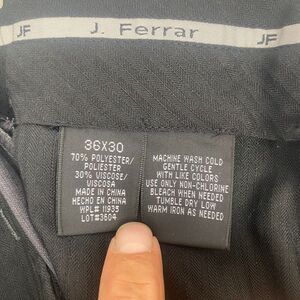 JF J. Ferrar JF
36X30
70% POLYESTER/
POLIESTER
30% VISCOSE/
VISCOSA
MADE IN CHINA
HECHO EN CHINA
WPL# 11935
LOT#3604
MACHINE WASH COLD
GENTLE CYCLE
WITH LIKE COLORS
USE ONLY NON-CHLORINE
BLEACH WHEN NEEDED
TUMBLE DRY LOW
WARM IRON AS NEEDED